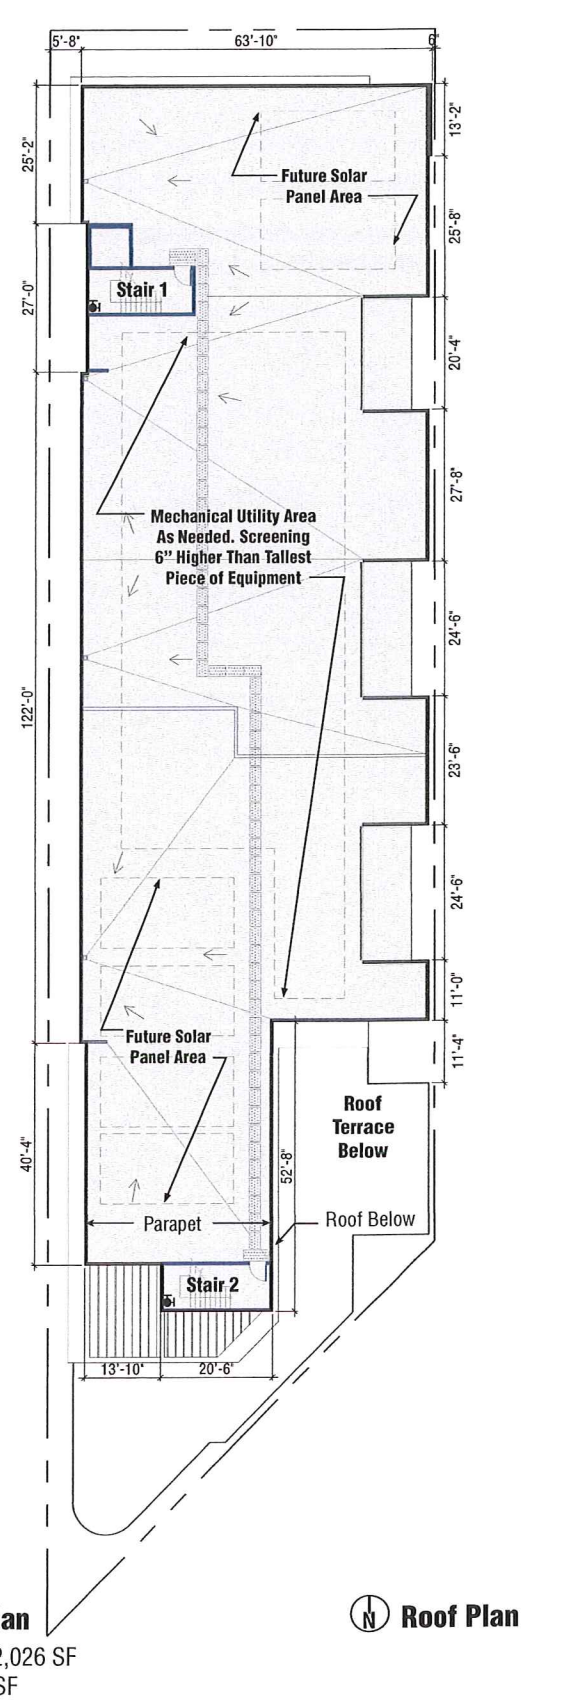 5'-8"
63'-10"
6"
25'-2"
13'-2"
Future Solar
Panel Area
25'-8"
27'-0"
Stair 1
20'-4"
27'-8"
Mechanical Utility Area
As Needed. Screening
6” Higher Than Tallest
Piece of Equipment
24'-6"
122'-0"
23'-6"
24'-6"
11'-0"
Future Solar
Panel Area
11'-4"
Roof
Terrace
Below
40'-4"
52'-8"
Parapet
Roof Below
Stair 2
13'-10"
20'-6"
an
N
Roof Plan
2,026 SF
SF